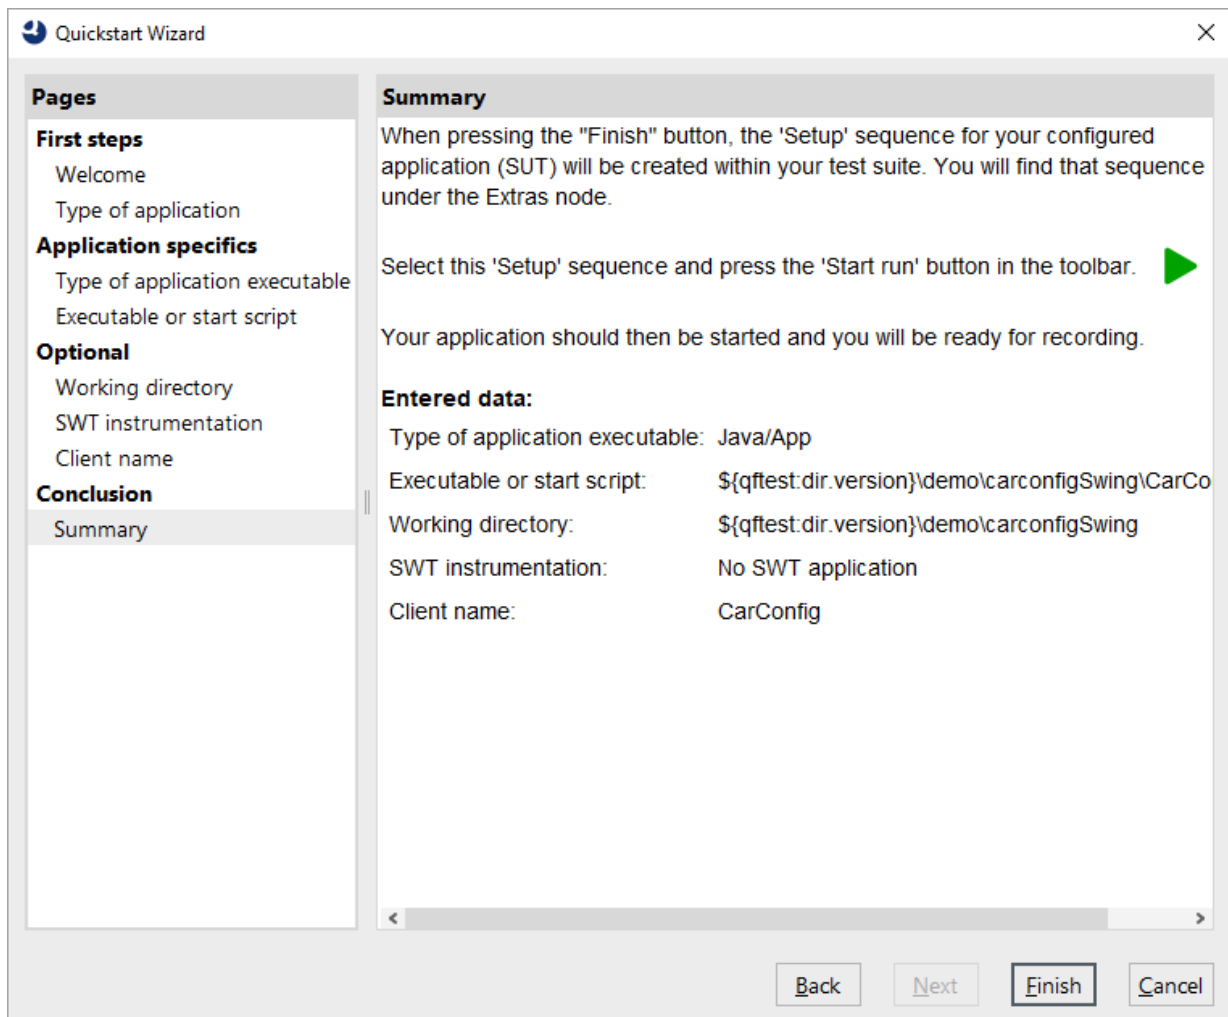 Quickstart Wizard
Pages
First steps
Welcome
Type of application
Application specifics
Type of application executable
Executable or start script
Optional
Working directory
SWT instrumentation
Client name
Conclusion
Summary
Summary
When pressing the "Finish" button, the 'Setup' sequence for your configured
application (SUT) will be created within your test suite. You will find that sequence
under the Extras node.
Select this 'Setup' sequence and press the 'Start run' button in the toolbar.
Your application should then be started and you will be ready for recording.
Entered data:
Type of application executable: Java/App
Executable or start script: ${qftest:dir.version}\demo\carconfigSwing\CarCo
Working directory: ${qftest:dir.version}\demo\carconfigSwing
SWT instrumentation: No SWT application
Client name: CarConfig
Back Next Finish Cancel